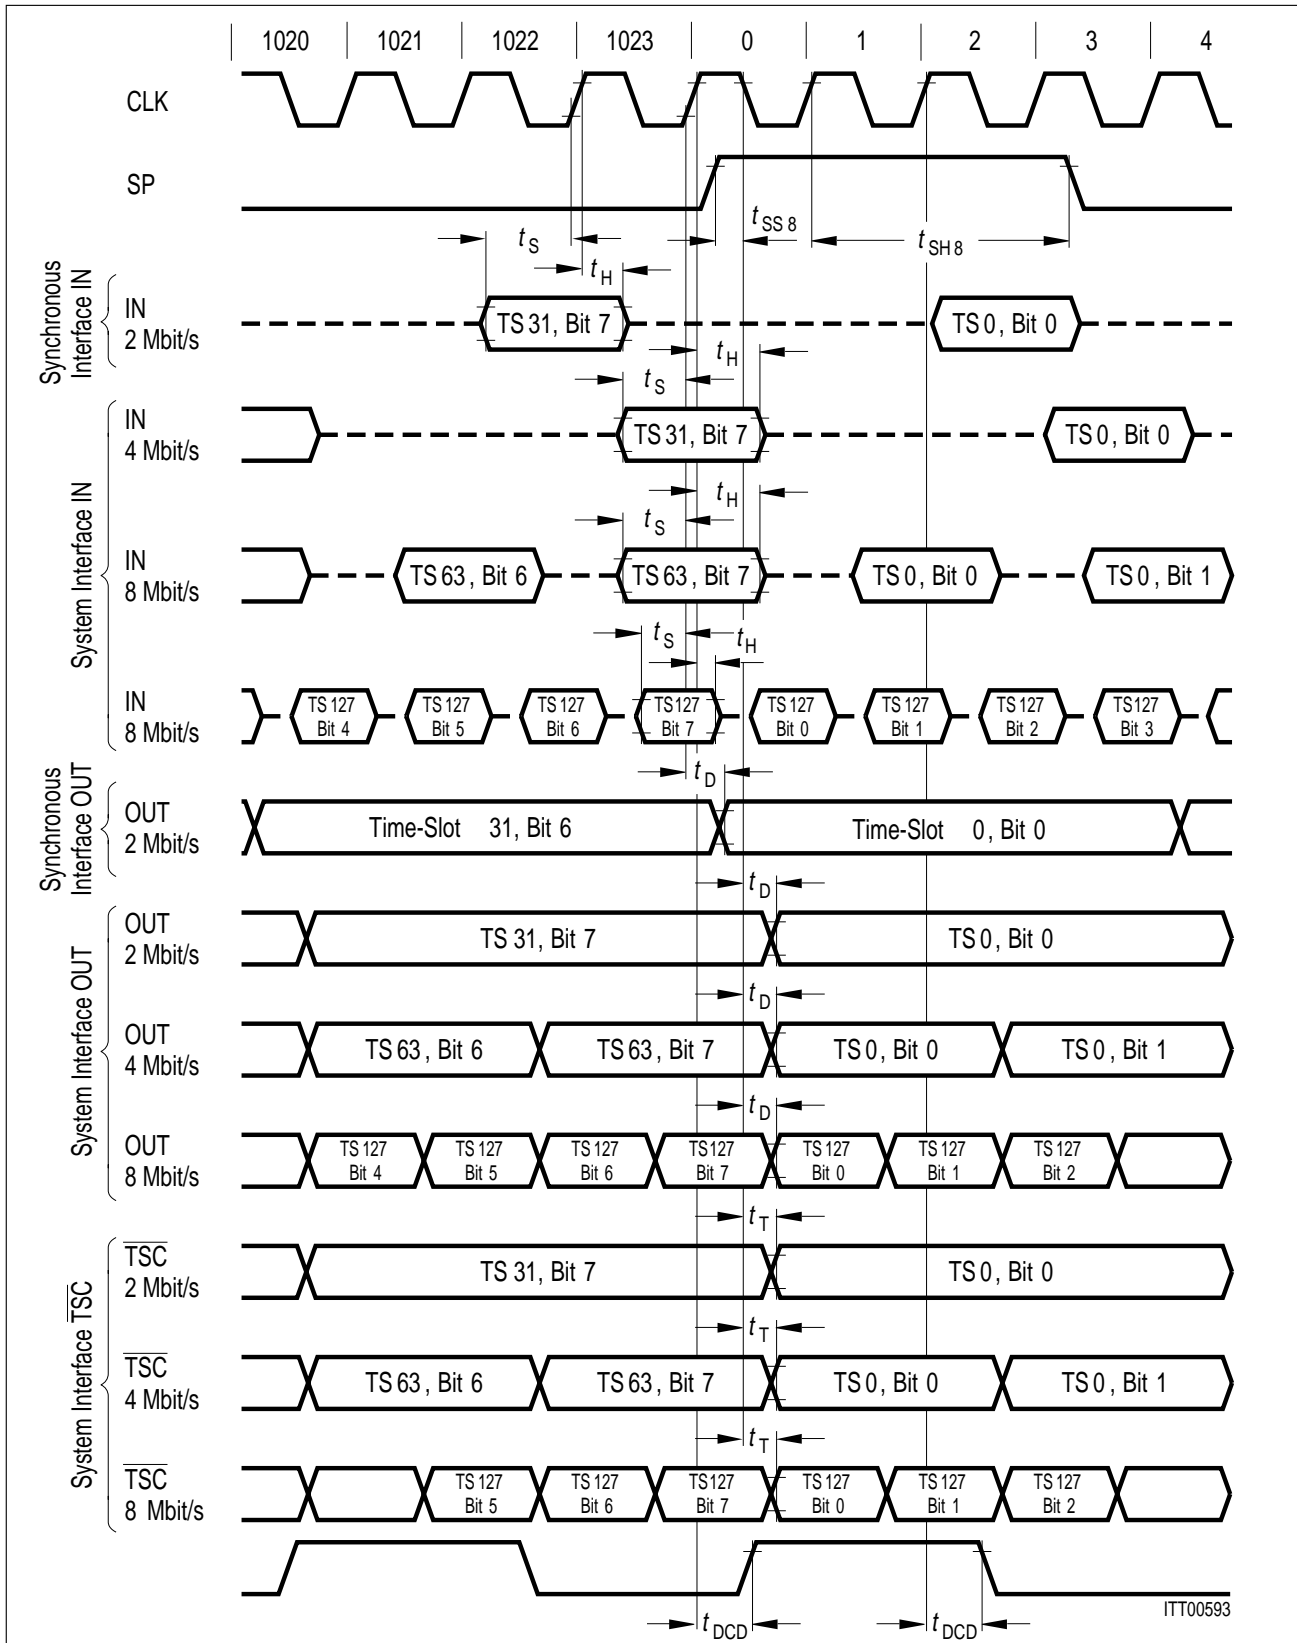 1020 1021 1022 1023 0 1 2 3 4
CLK
SP
tSS 8
tS tSH 8
tH
Synchronous
Interface IN
IN
2 Mbit/s
TS 31, Bit 7 TS 0, Bit 0
tH
tS
System Interface IN
IN
4 Mbit/s
TS 31, Bit 7 TS 0, Bit 0
tH
tS
IN
8 Mbit/s
TS 63, Bit 6 TS 63, Bit 7 TS 0, Bit 0 TS 0, Bit 1
tS tH
IN
8 Mbit/s
TS 127 TS 127 TS 127 TS 127 TS 127 TS 127 TS 127 TS 127
Bit 4 Bit 5 Bit 6 Bit 7 Bit 0 Bit 1 Bit 2 Bit 3
tD
Synchronous
Interface OUT
OUT
2 Mbit/s
Time-Slot 31, Bit 6 Time-Slot 0, Bit 0
tD
System Interface OUT
OUT
2 Mbit/s
TS 31, Bit 7 TS 0, Bit 0
tD
OUT
4 Mbit/s
TS 63, Bit 6 TS 63, Bit 7 TS 0, Bit 0 TS 0, Bit 1
tD
OUT
8 Mbit/s
TS 127 TS 127 TS 127 TS 127 TS 127 TS 127 TS 127
Bit 4 Bit 5 Bit 6 Bit 7 Bit 0 Bit 1 Bit 2
tT
System Interface TSC
TSC
2 Mbit/s
TS 31, Bit 7 TS 0, Bit 0
tT
TSC
4 Mbit/s
TS 63, Bit 6 TS 63, Bit 7 TS 0, Bit 0 TS 0, Bit 1
tT
TSC
8 Mbit/s
TS 127 TS 127 TS 127 TS 127 TS 127 TS 127
Bit 5 Bit 6 Bit 7 Bit 0 Bit 1 Bit 2
ITT00593
tDCD tDCD